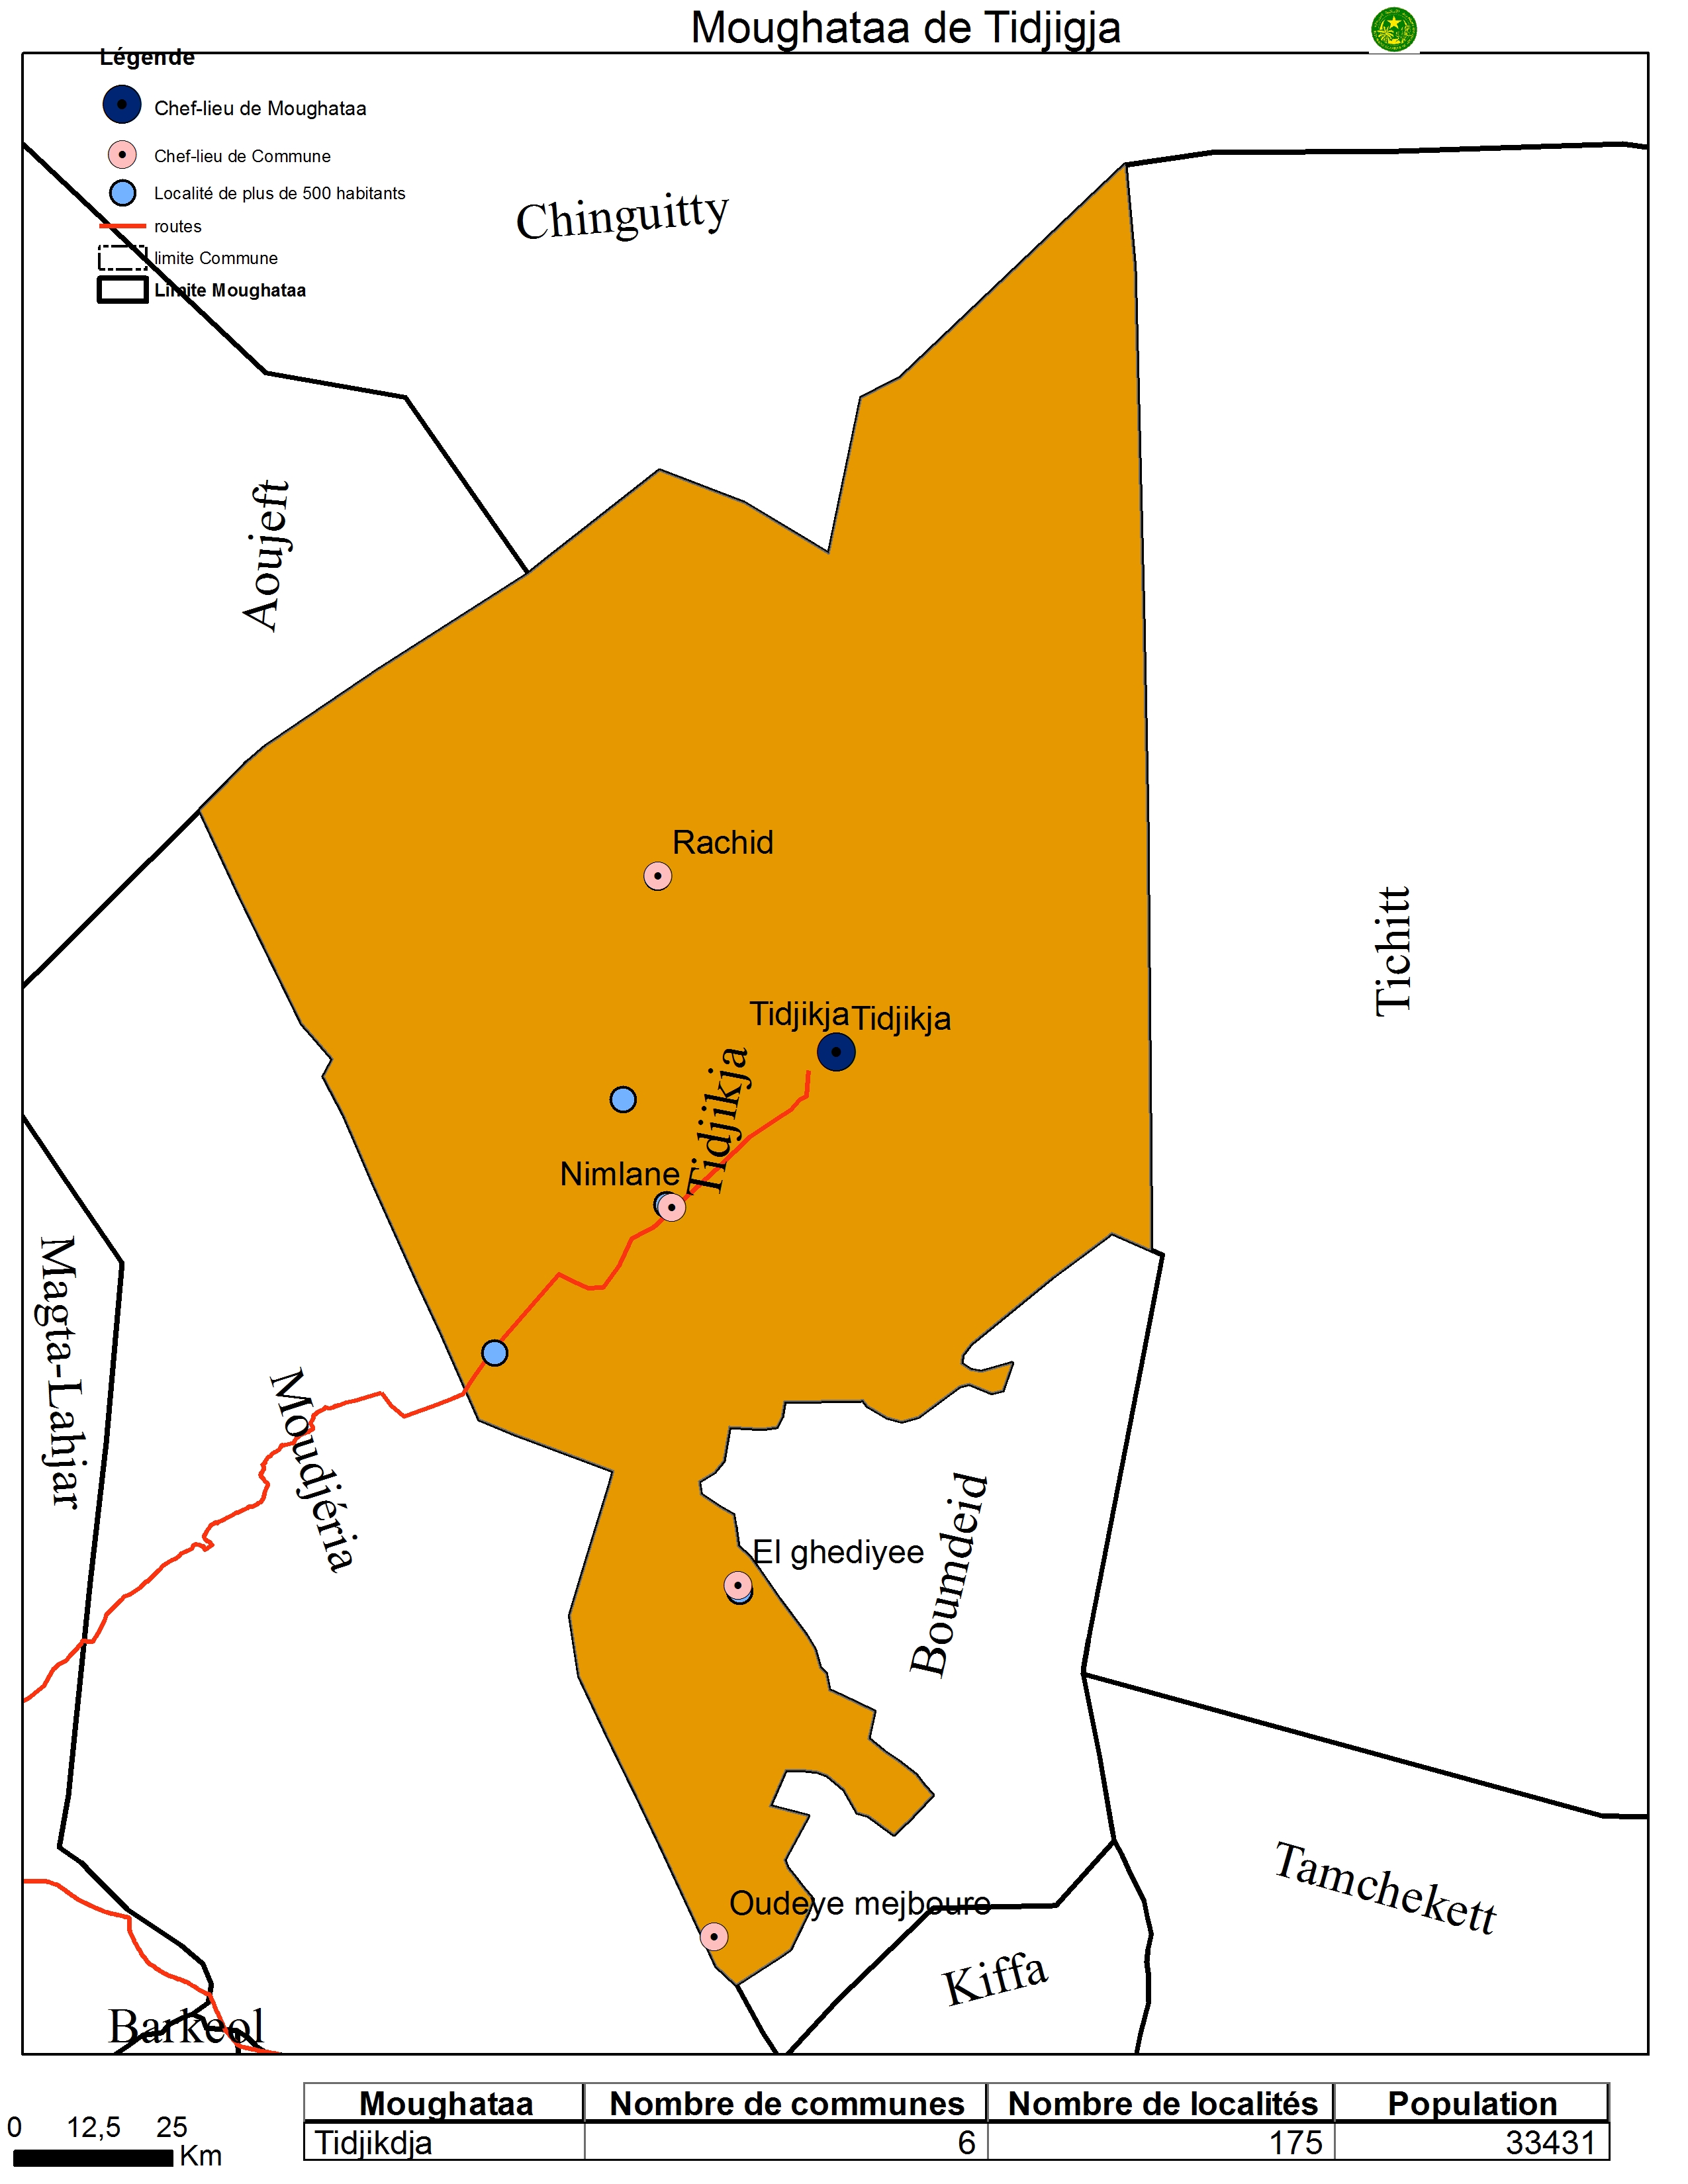 Moughataa de Tidjigja
Légende
Chef-lieu de Moughataa
Chef-lieu de Commune
Localité de plus de 500 habitants
routes
limite Commune
Limite Moughataa
Chinguitty
Aoujeft
Rachid
Tichitt
Tidjikja
Tidjikja
Tidjikja
Nimlane
Magta-Lahjar
Moudjéria
Boumdeid
El ghediyee
Oudeye mejboure
Tamchekett
Kiffa
Barkeol
0 12,5 25
Km
Moughataa Nombre de communes Nombre de localités Population
Tidjikdja 6 175 33431